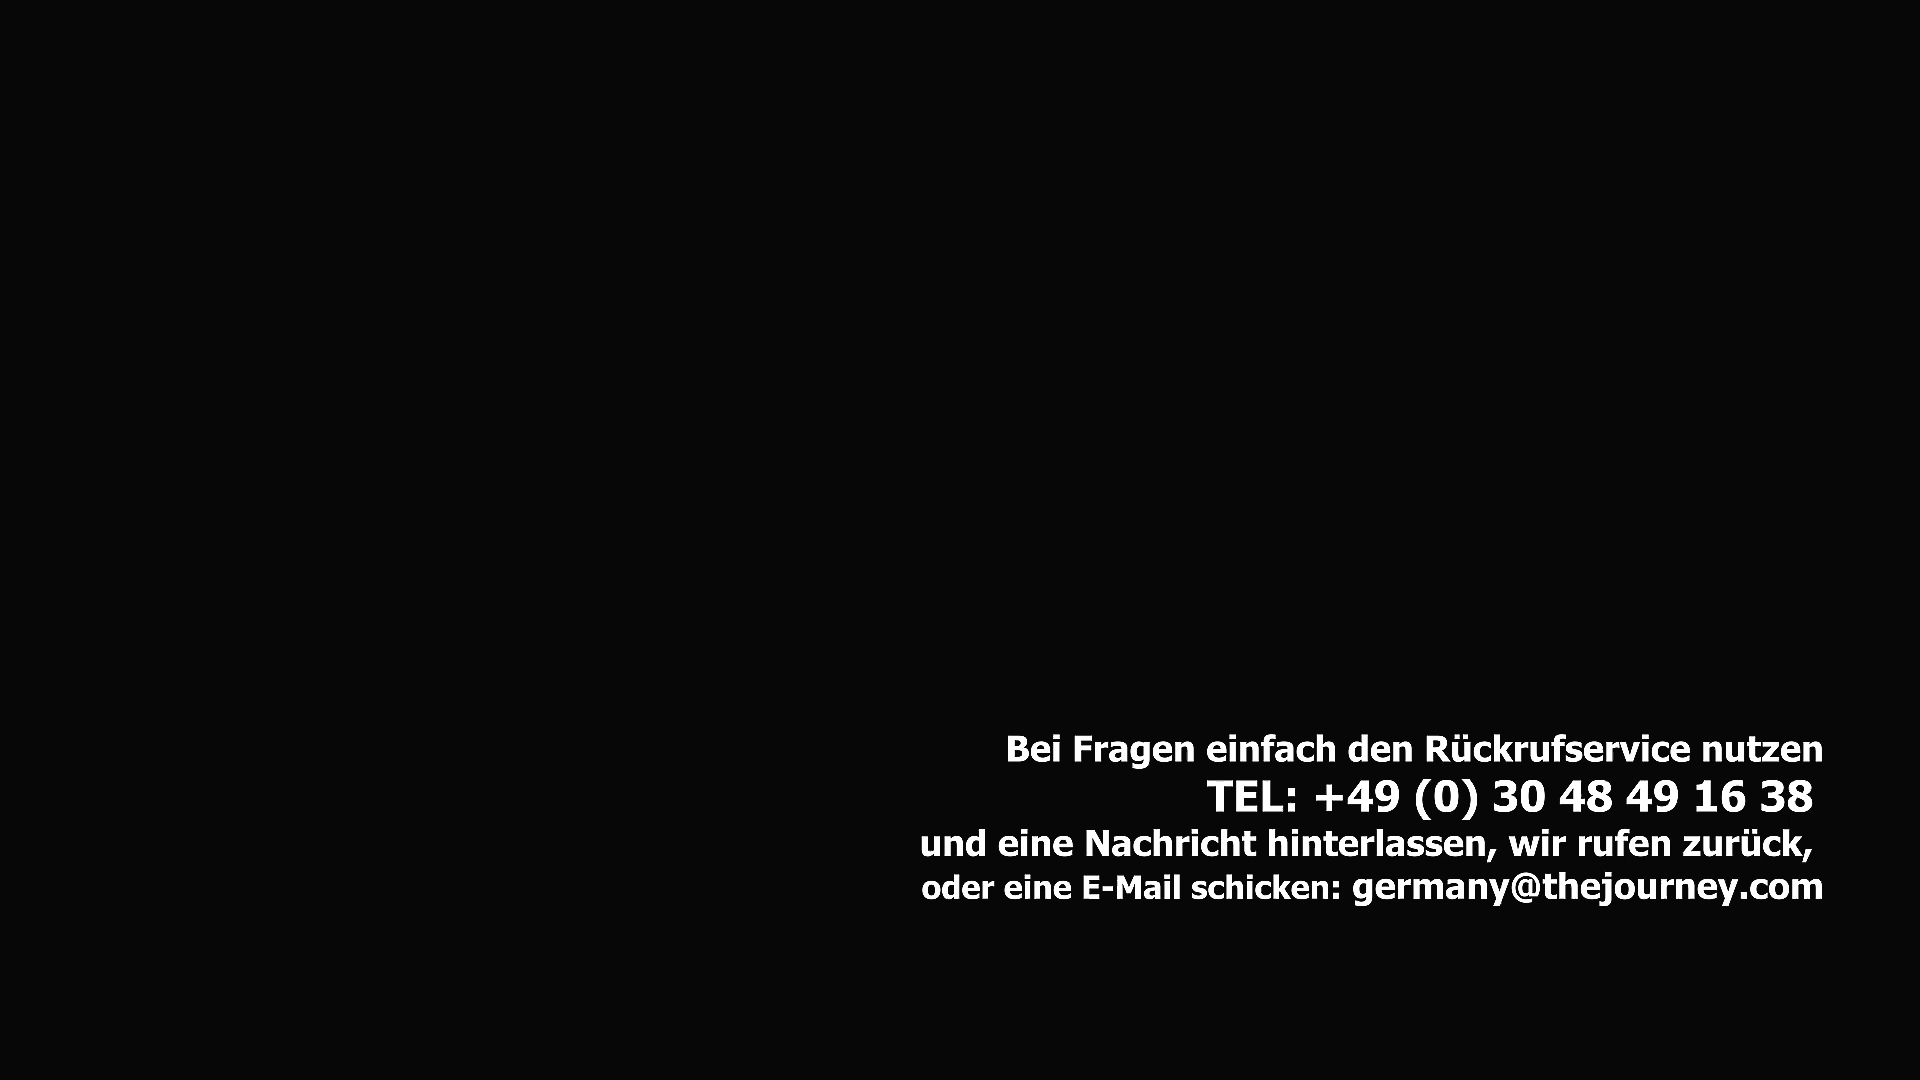 Bei Fragen einfach den Rückrufservice nutzen
TEL: +49 (0) 30 48 49 16 38
und eine Nachricht hinterlassen, wir rufen zurück,
oder eine E-Mail schicken: germany@thejourney.com